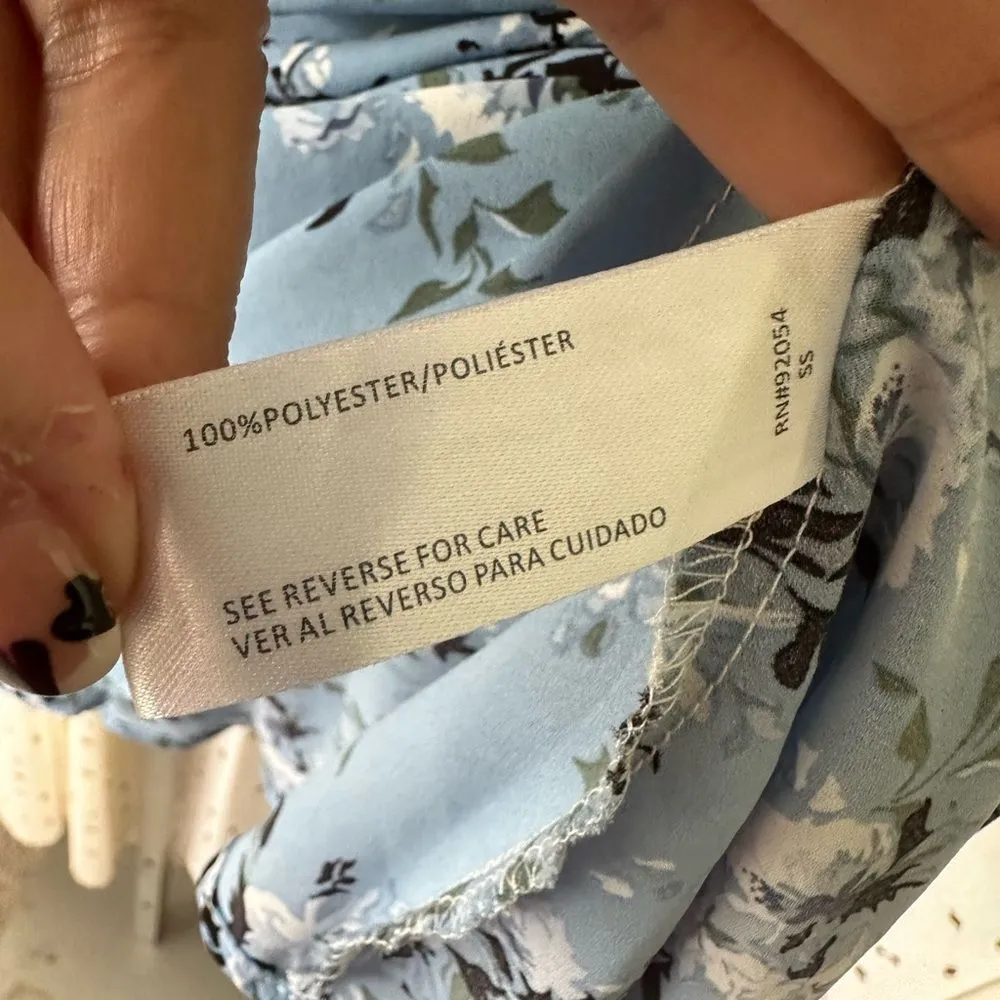 100%POLYESTER/POLIÉSTER
SEE REVERSE FOR CARE
VER AL REVERSO PARA CUIDADO
RN#92054
SS